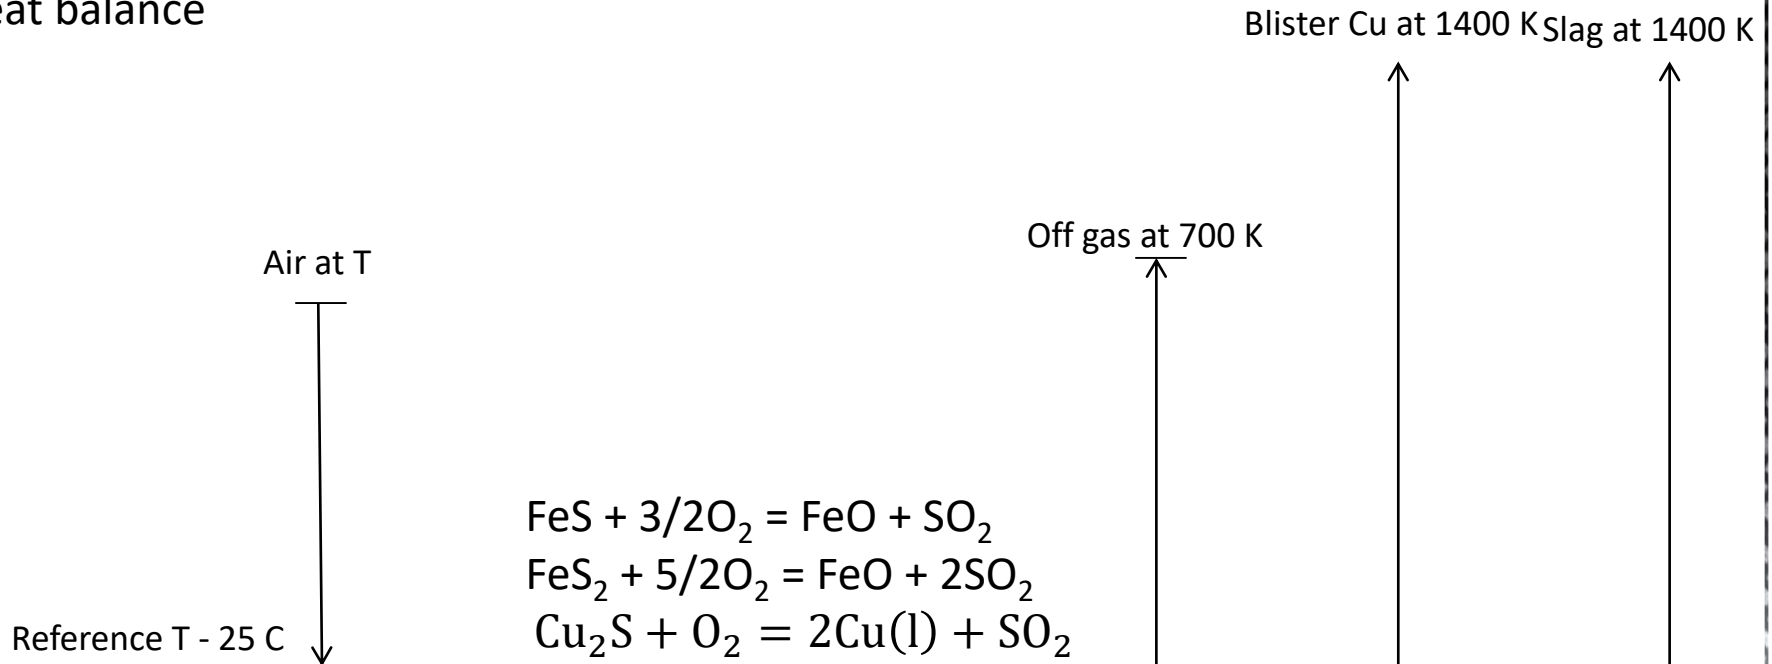 eat balance
Blister Cu at 1400 K
Slag at 1400 K
Off gas at 700 K
Air at T
FeS + 3/2O₂ = FeO + SO₂
FeS₂ + 5/2O₂ = FeO + 2SO₂
Cu₂S + O₂ = 2Cu(l) + SO₂
Reference T - 25 C